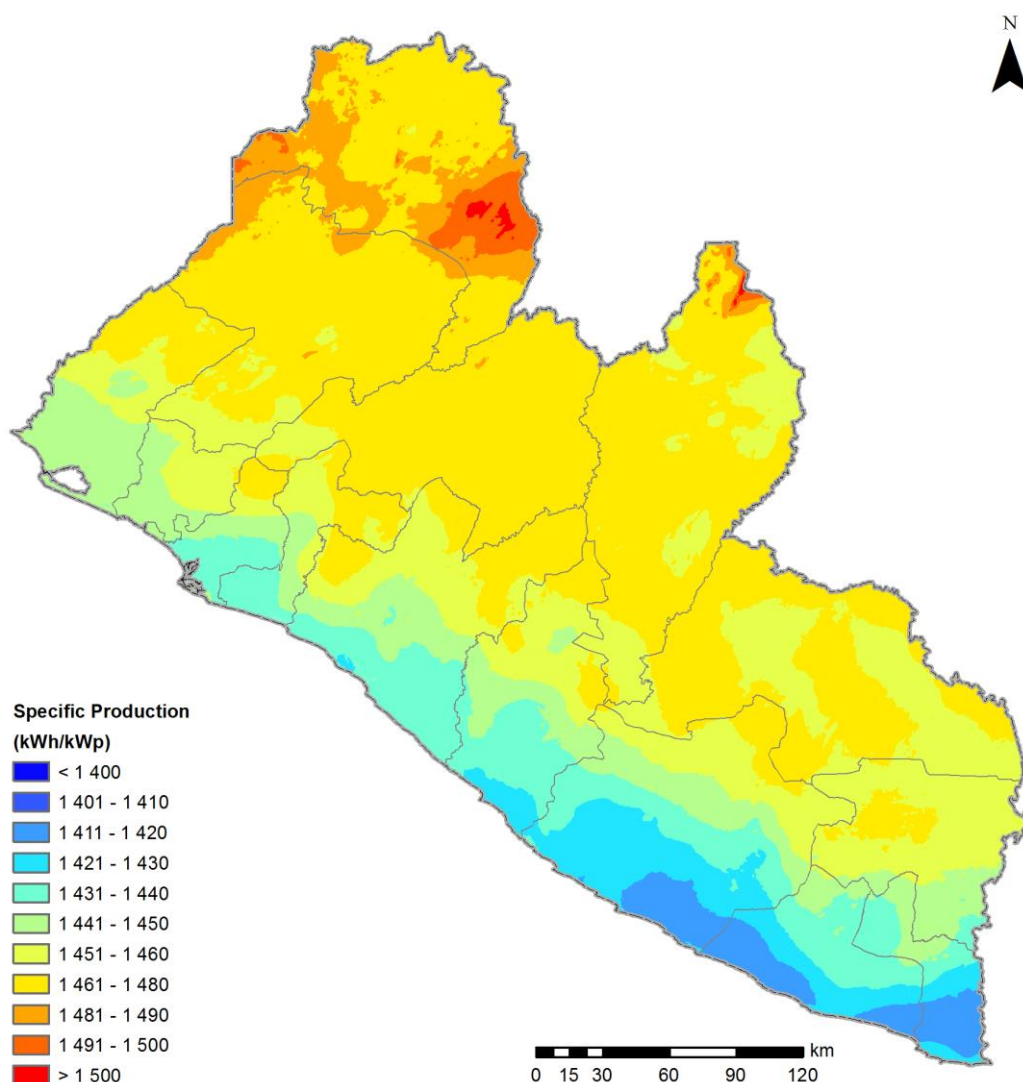 N
Specific Production
(kWh/kWp)
< 1 400
1 401 - 1 410
1 411 - 1 420
1 421 - 1 430
1 431 - 1 440
1 441 - 1 450
1 451 - 1 460
1 461 - 1 480
1 481 - 1 490
1 491 - 1 500
> 1 500
km
0 15 30 60 90 120